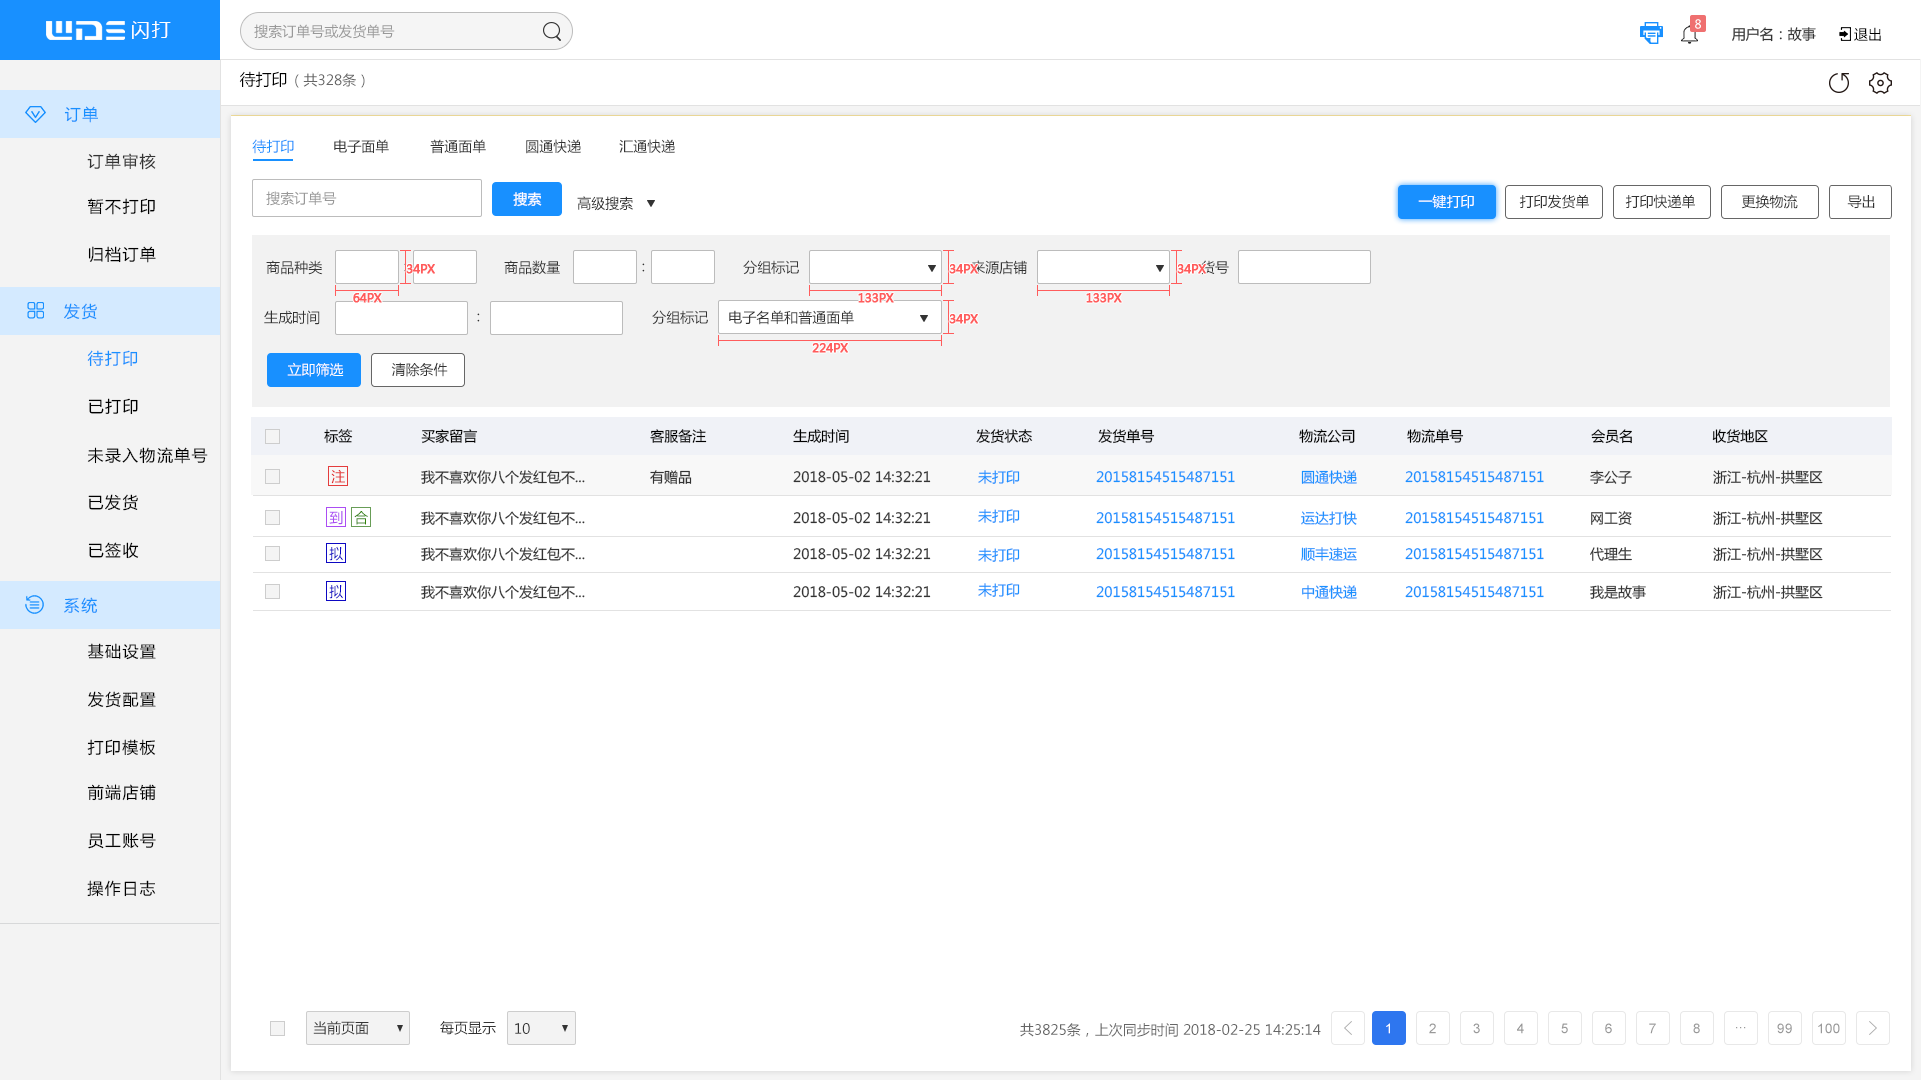 WDS 闪打
搜索订单号或发货单号
8
用户名：故事
退出
待打印（共328条）
订单
订单审核
暂不打印
归档订单
发货
待打印
已打印
未录入物流单号
已发货
已签收
系统
基础设置
发货配置
打印模板
前端店铺
员工账号
操作日志
待打印 电子面单 普通面单 圆通快递 汇通快递
搜索订单号 搜索 高级搜索 ▼
一键打印 打印发货单 打印快递单 更换物流 导出
商品种类 34PX 商品数量 : 分组标记 ▼ 34PX 来源店铺 ▼ 34PX 货号
64PX 133PX 133PX
生成时间 : 分组标记 电子名单和普通面单 ▼ 34PX
224PX
立即筛选 清除条件
标签 买家留言 客服备注 生成时间 发货状态 发货单号 物流公司 物流单号 会员名 收货地区
注 我不喜欢你八个发红包不... 有赠品 2018-05-02 14:32:21 未打印 20158154515487151 圆通快递 20158154515487151 李公子 浙江-杭州-拱墅区
到 合 我不喜欢你八个发红包不... 2018-05-02 14:32:21 未打印 20158154515487151 运达打快 20158154515487151 网工资 浙江-杭州-拱墅区
拟 我不喜欢你八个发红包不... 2018-05-02 14:32:21 未打印 20158154515487151 顺丰速运 20158154515487151 代理生 浙江-杭州-拱墅区
拟 我不喜欢你八个发红包不... 2018-05-02 14:32:21 未打印 20158154515487151 中通快递 20158154515487151 我是故事 浙江-杭州-拱墅区
当前页面 ▼ 每页显示 10 ▼
共3825条，上次同步时间 2018-02-25 14:25:14 1 2 3 4 5 6 7 8 ... 99 100